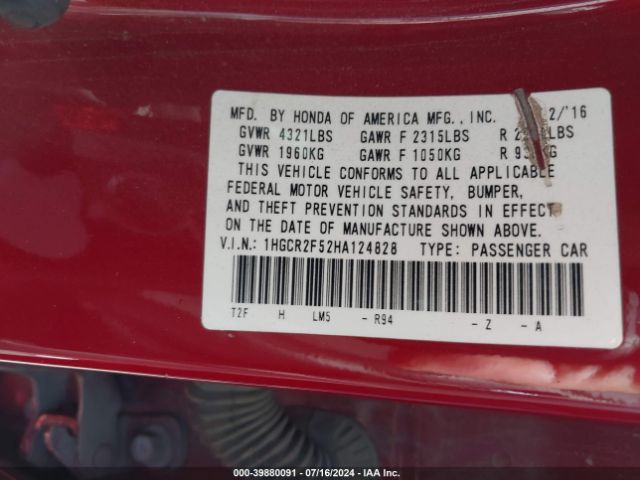 MFD. BY HONDA OF AMERICA MFG., INC. 2/'16
GVWR 4321LBS GAWR F 2315LBS R
GVWR 1960KG GAWR F 1050KG R
THIS VEHICLE CONFORMS TO ALL APPLICABLE
FEDERAL MOTOR VEHICLE SAFETY, BUMPER,
AND THEFT PREVENTION STANDARDS IN EFFECT
ON THE DATE OF MANUFACTURE SHOWN ABOVE.
V.I.N.: 1HGCR2F52HA124828 TYPE: PASSENGER CAR
T2F H LM5 - R94 - Z - A
000-39880091 / 07/16/2024 / IAA Inc.